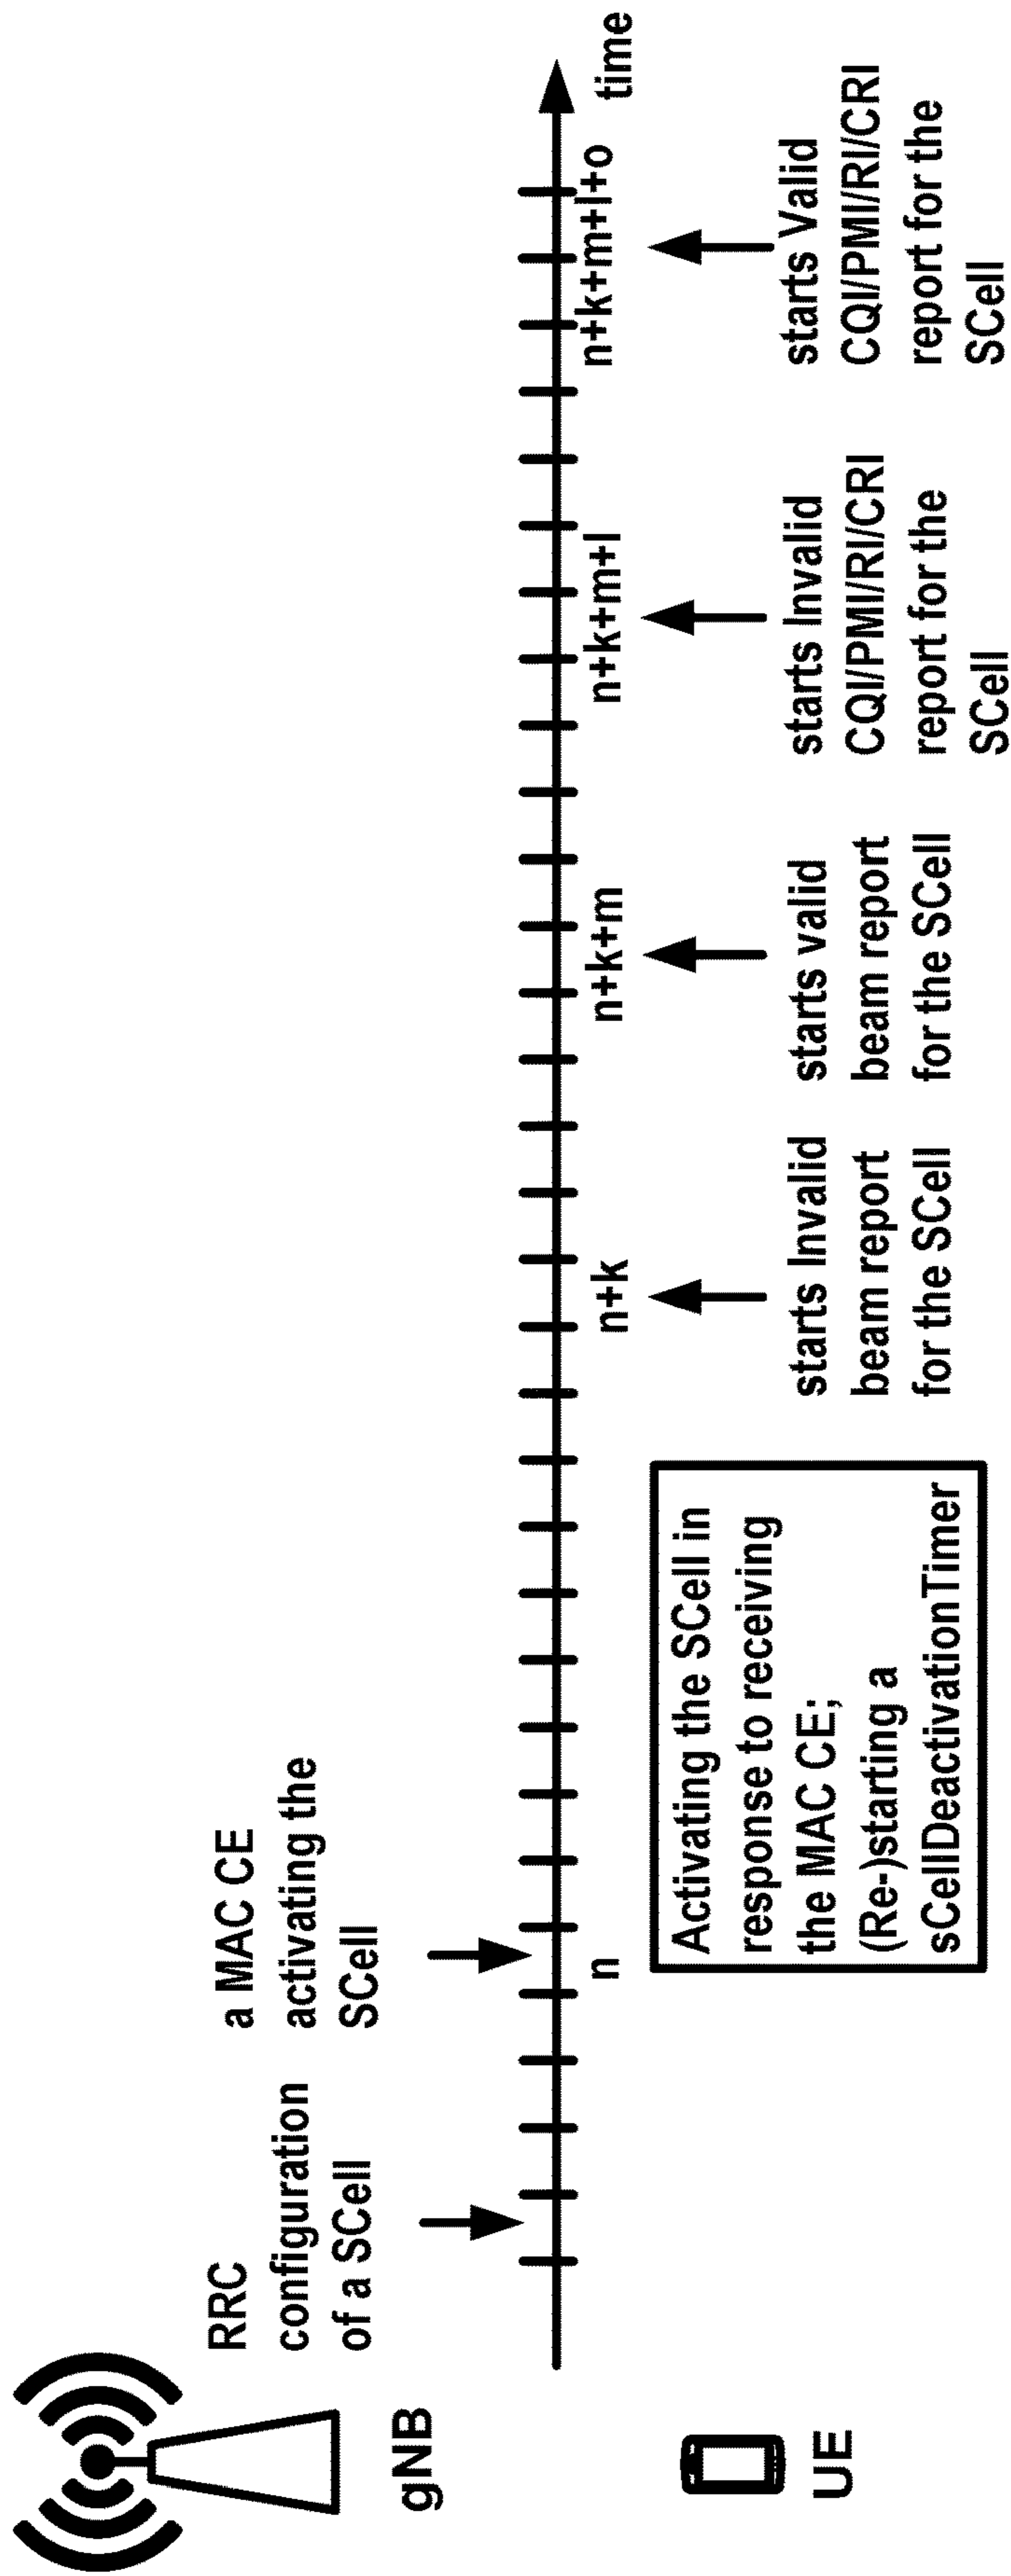 gNB
RRC
configuration
of a SCell
a MAC CE
activating the
SCell
n
n+k
n+k+m
n+k+m+l
n+k+m+l+o
time
UE
Activating the SCell in
response to receiving
the MAC CE;
(Re-)starting a
sCellDeactivationTimer
starts Invalid
beam report
for the SCell
starts valid
beam report
for the SCell
starts Invalid
CQI/PMI/RI/CRI
report for the
SCell
starts Valid
CQI/PMI/RI/CRI
report for the
SCell